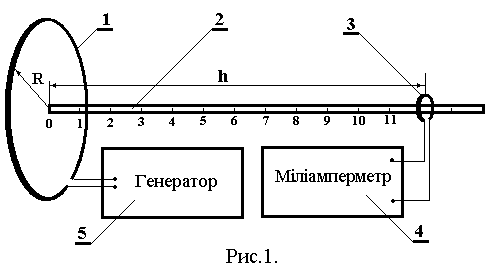 1
2
3
R
h
0 1 2 3 4 5 6 7 8 9 10 11
Генератор
Міліамперметр
5
4
Рис.1.